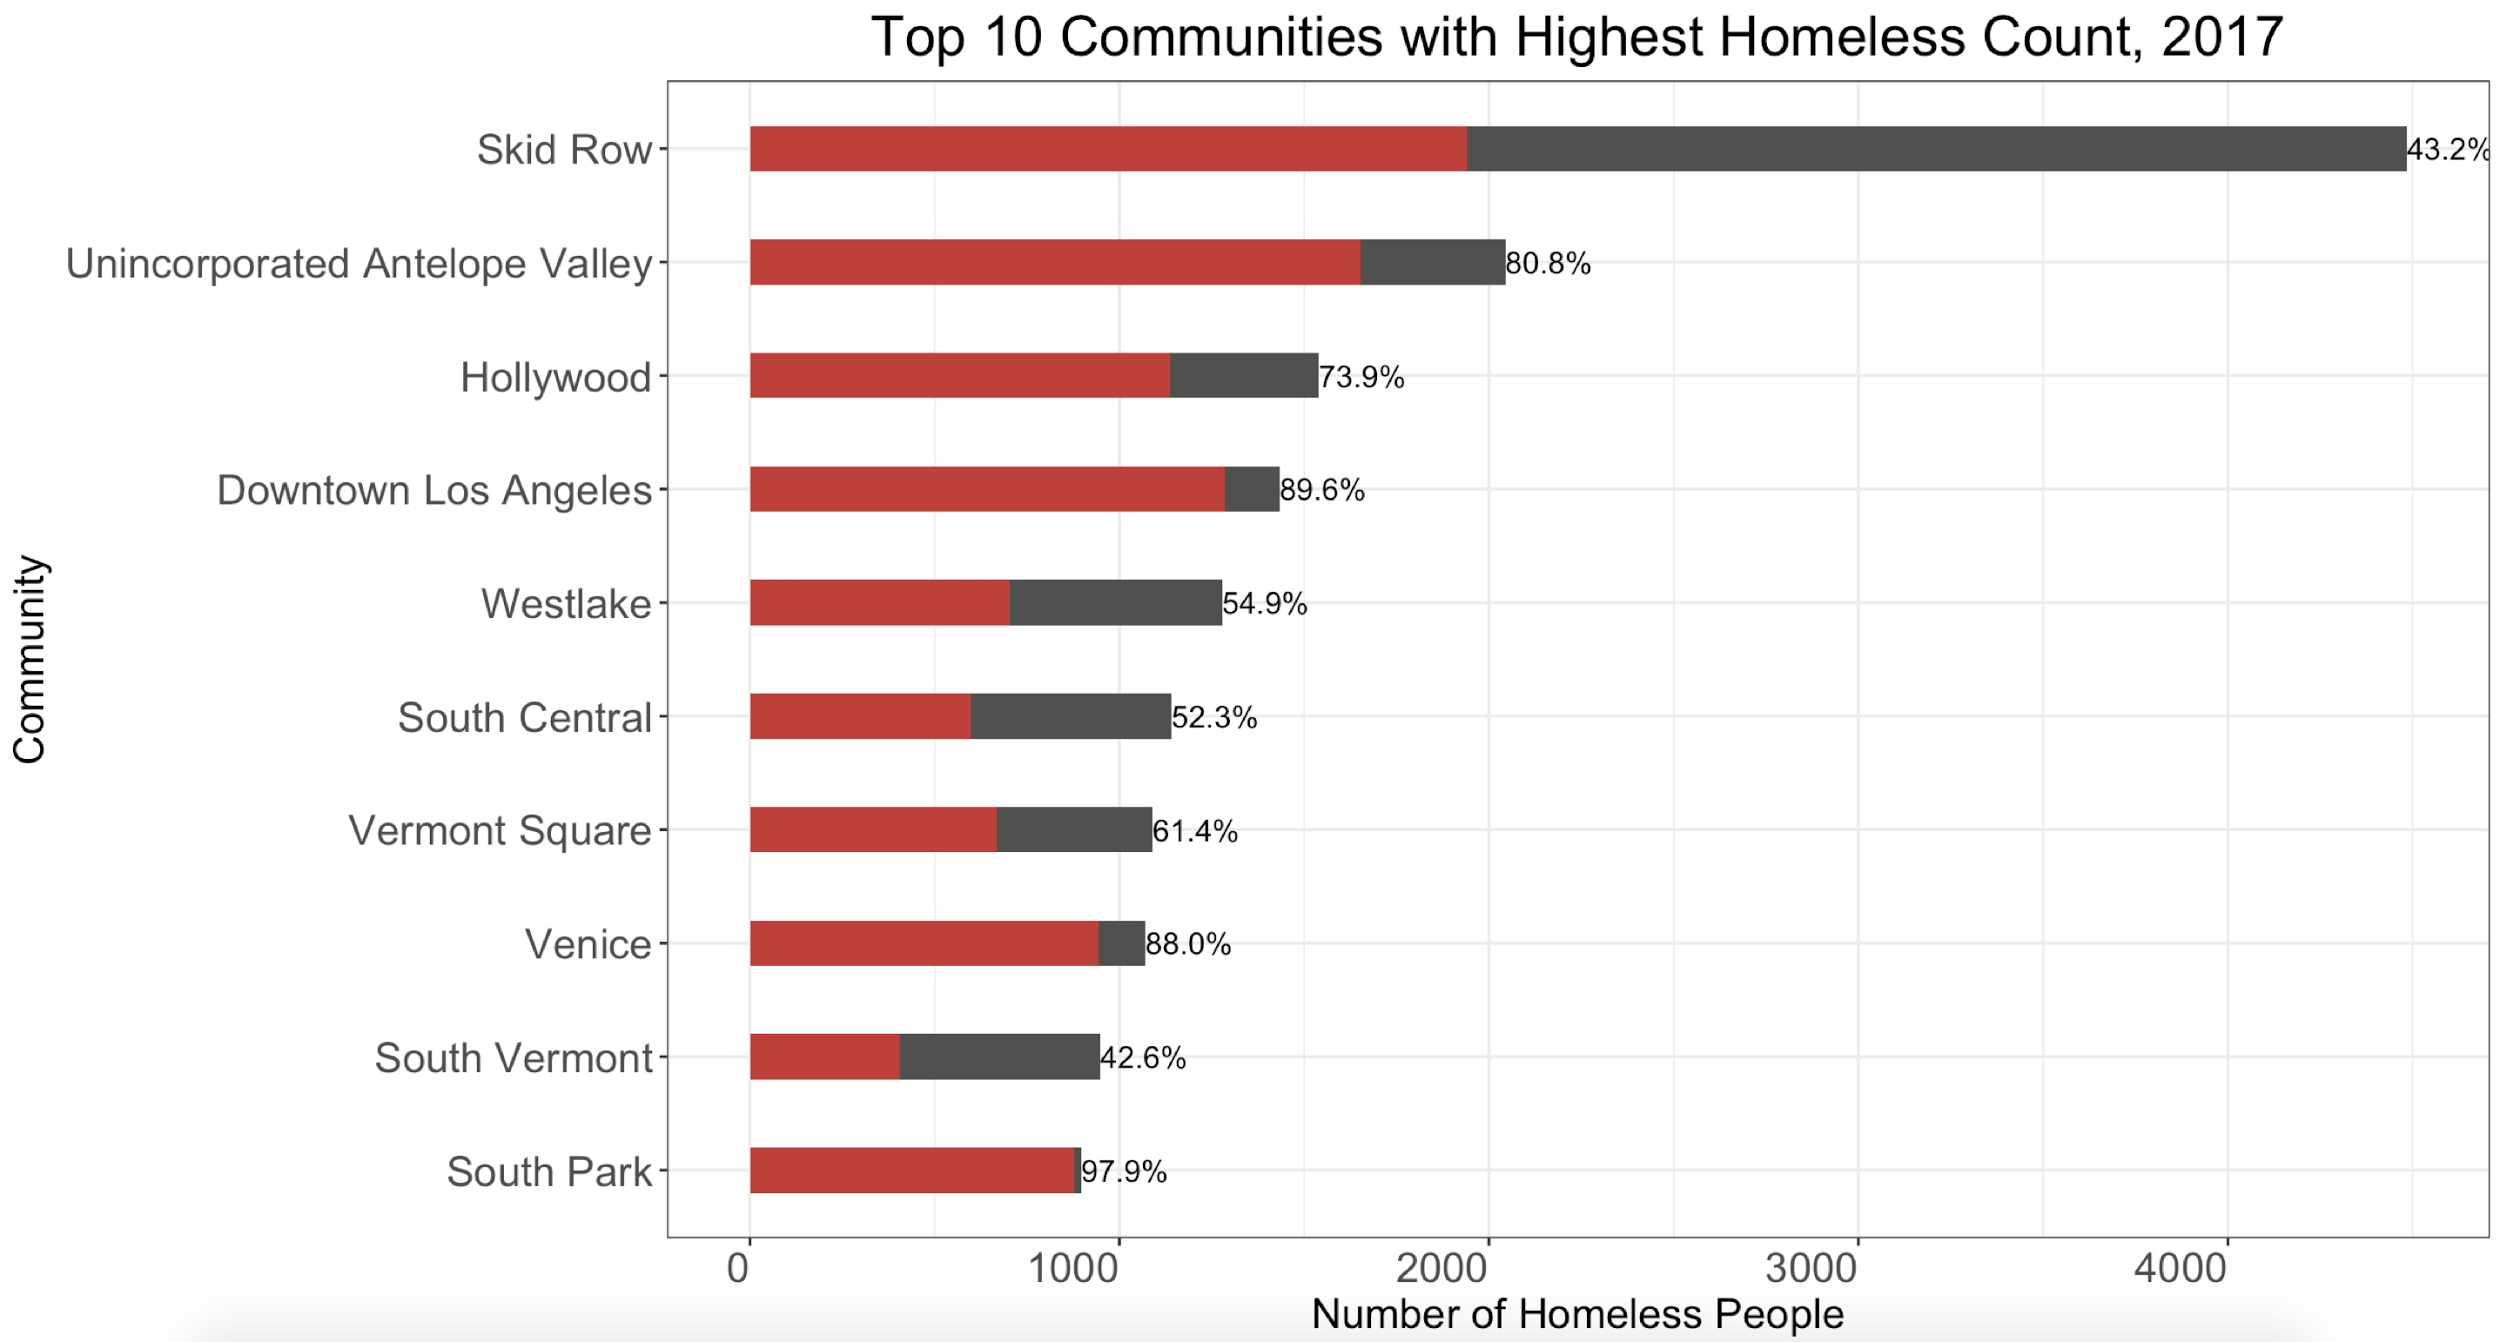 Top 10 Communities with Highest Homeless Count, 2017
Skid Row 43.2%
Unincorporated Antelope Valley 80.8%
Hollywood 73.9%
Downtown Los Angeles 89.6%
Westlake 54.9%
South Central 52.3%
Vermont Square 61.4%
Venice 88.0%
South Vermont 42.6%
South Park 97.9%
Community
0 1000 2000 3000 4000
Number of Homeless People